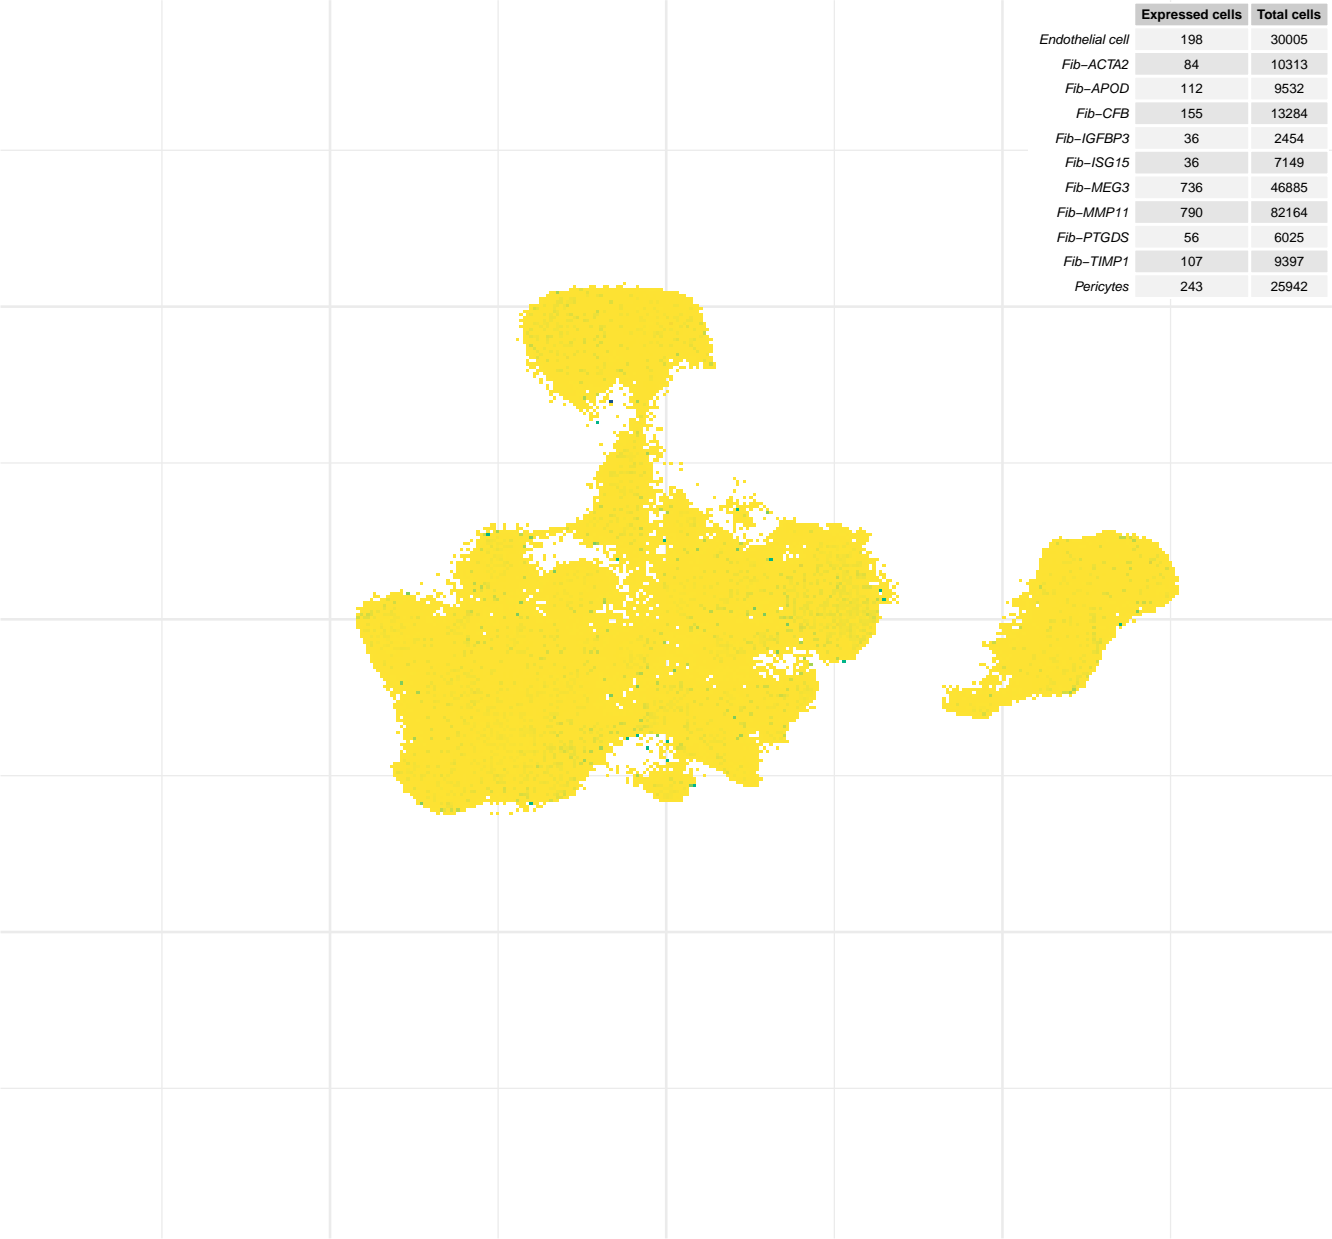 Expressed cells Total cells
Endothelial cell 198 30005
Fib−ACTA2 84 10313
Fib−APOD 112 9532
Fib−CFB 155 13284
Fib−IGFBP3 36 2454
Fib−ISG15 36 7149
Fib−MEG3 736 46885
Fib−MMP11 790 82164
Fib−PTGDS 56 6025
Fib−TIMP1 107 9397
Pericytes 243 25942